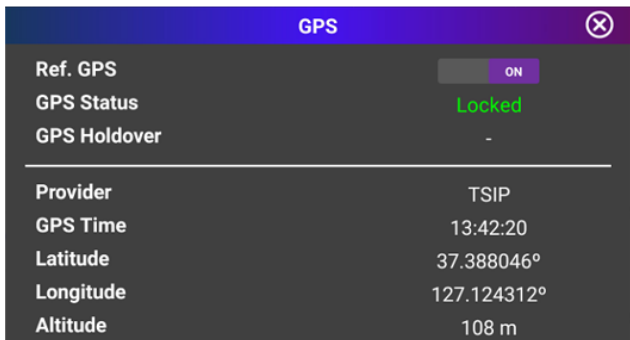 GPS
Ref. GPS ON
GPS Status Locked
GPS Holdover -
Provider TSIP
GPS Time 13:42:20
Latitude 37.388046º
Longitude 127.124312º
Altitude 108 m